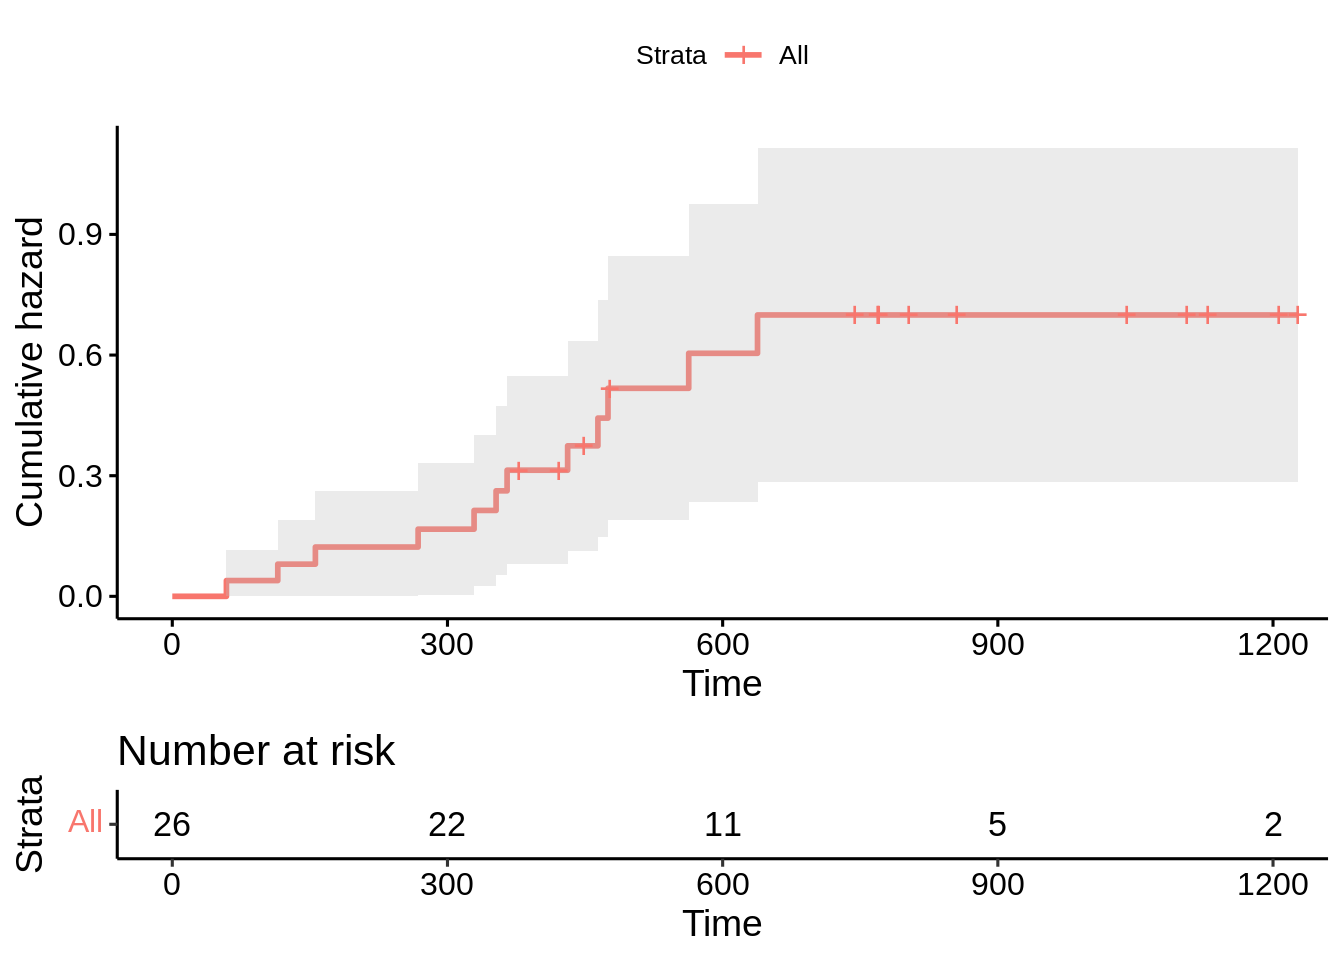 Strata All
Cumulative hazard
0.9
0.6
0.3
0.0
0 300 600 900 1200
Time
Number at risk
Strata
All 26 22 11 5 2
0 300 600 900 1200
Time